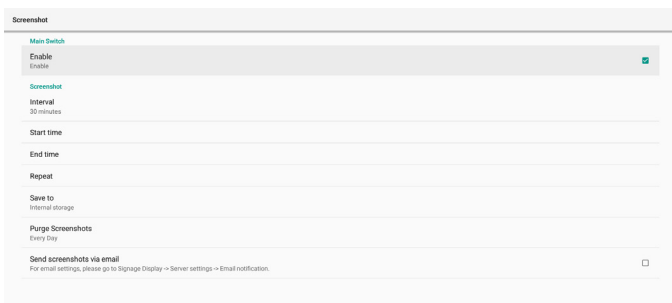 Screenshot
Main Switch
Enable
Enable
Screenshot
Interval
30 minutes
Start time
End time
Repeat
Save to
Internal storage
Purge Screenshots
Every Day
Send screenshots via email
For email settings, please go to Signage Display -> Server settings -> Email notification.